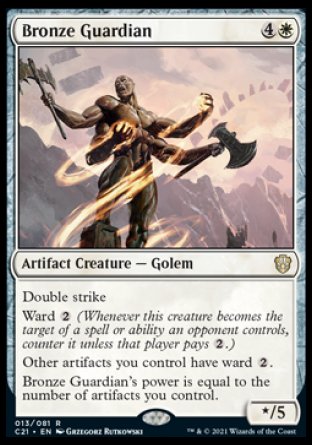 Bronze Guardian 4
Artifact Creature — Golem
Double strike
Ward 2 (Whenever this creature becomes the
target of a spell or ability an opponent controls,
counter it unless that player pays 2.)
Other artifacts you control have ward 2.
Bronze Guardian's power is equal to the
number of artifacts you control.
*/5
013/081 R
C21 • EN Grzegorz Rutkowski ™ & © 2021 Wizards of the Coast